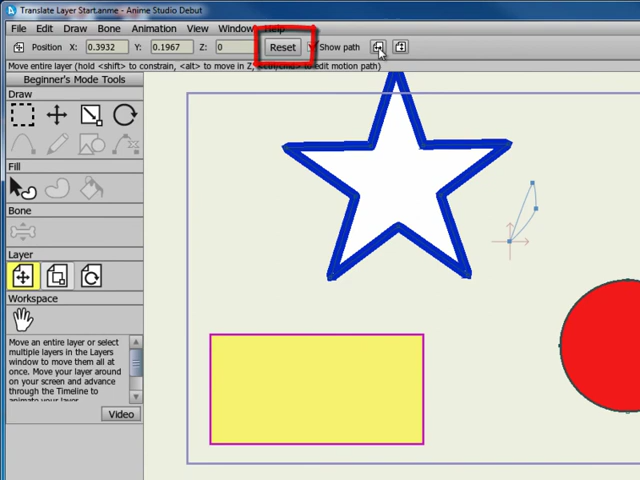 Translate Layer Start.anme - Anime Studio Debut
File Edit Draw Bone Animation View Window Help
Position X: 0.3932 Y: 0.1967 Z: 0 Reset Show path
Move entire layer (hold <shift> to constrain, <alt> to move in Z, <ctrl/cmd> to edit motion path)
Beginner's Mode Tools
Draw
Fill
Bone
Layer
Workspace
Move an entire layer or select
multiple layers in the Layers
window to move them all at
once. Move your layer around
on your screen and advance
through the Timeline to
Video